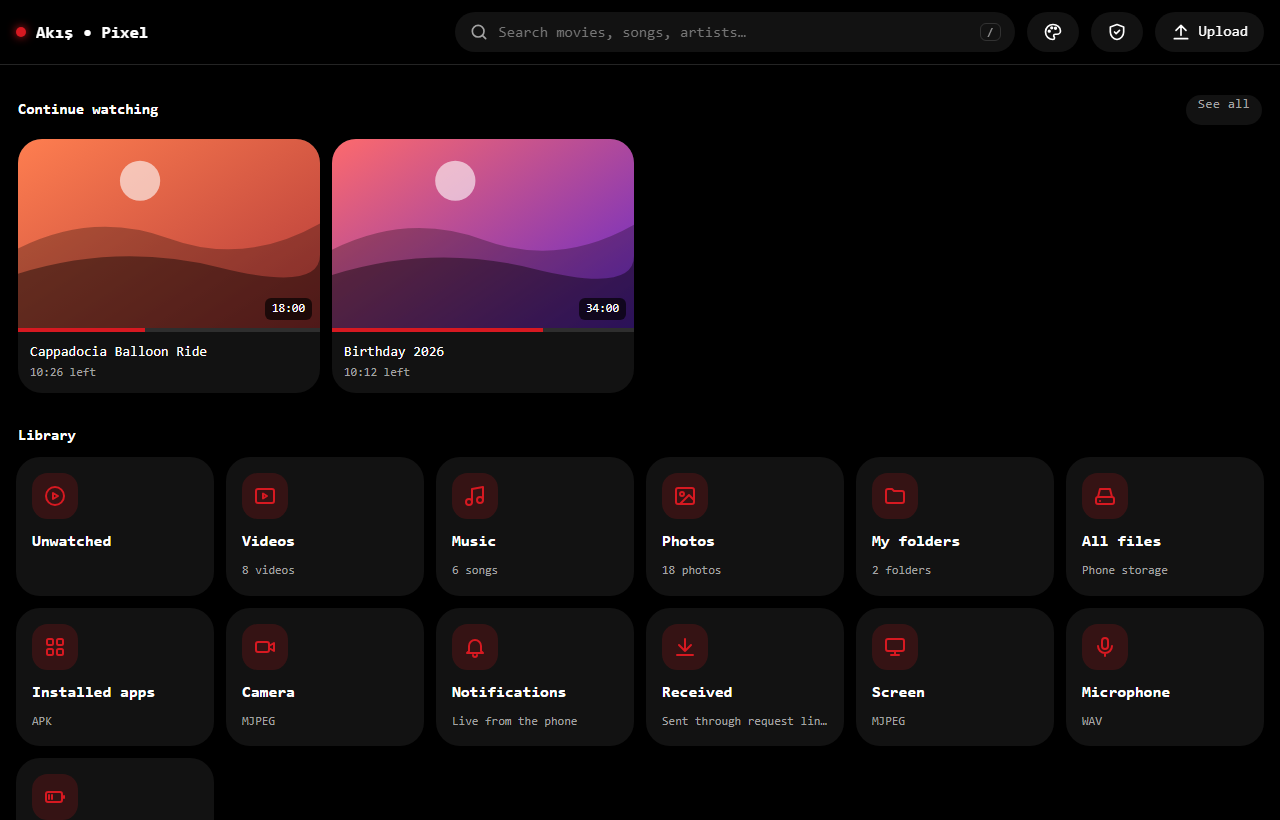 Akış • Pixel
Search movies, songs, artists…
/
Upload
Continue watching
See all
18:00
34:00
Cappadocia Balloon Ride
10:26 left
Birthday 2026
10:12 left
Library
Unwatched
Videos
8 videos
Music
6 songs
Photos
18 photos
My folders
2 folders
All files
Phone storage
Installed apps
APK
Camera
MJPEG
Notifications
Live from the phone
Received
Sent through request lin…
Screen
MJPEG
Microphone
WAV